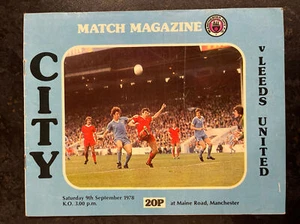 MATCH MAGAZINE
CITY
v LEEDS UNITED
Saturday 9th September 1978
K.O. 3.00 p.m.
20P
at Maine Road, Manchester